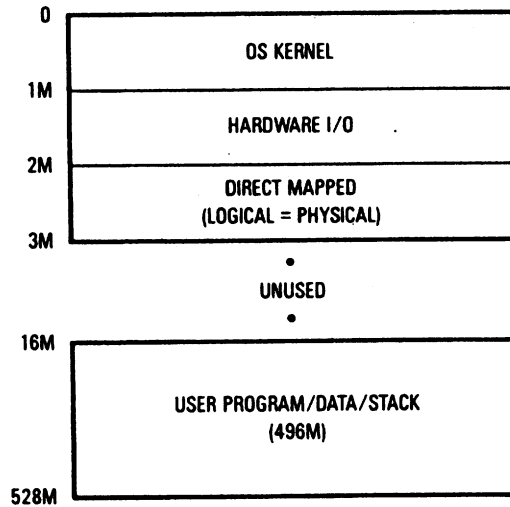 0
OS KERNEL
1M
HARDWARE I/O
2M
DIRECT MAPPED
(LOGICAL = PHYSICAL)
3M
UNUSED
16M
USER PROGRAM/DATA/STACK
(496M)
528M